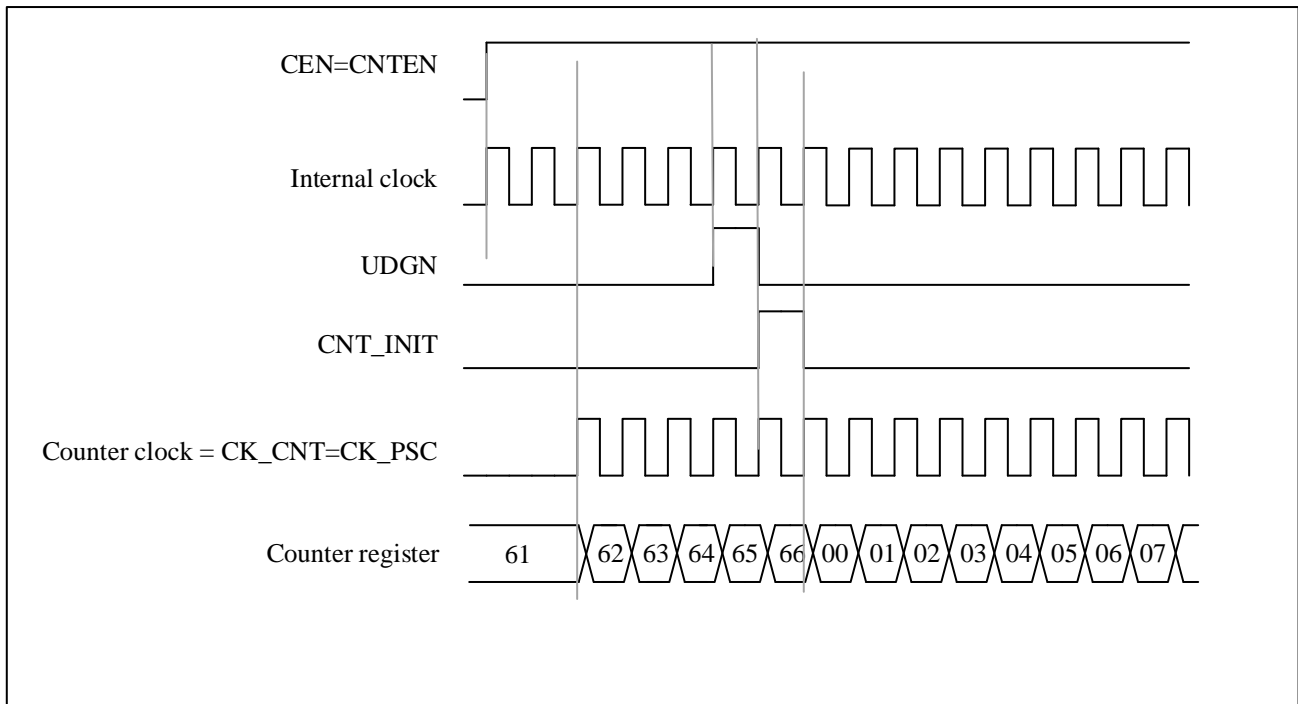 CEN=CNTEN
Internal clock
UDGN
CNT_INIT
Counter clock = CK_CNT=CK_PSC
Counter register 61 62 63 64 65 66 00 01 02 03 04 05 06 07